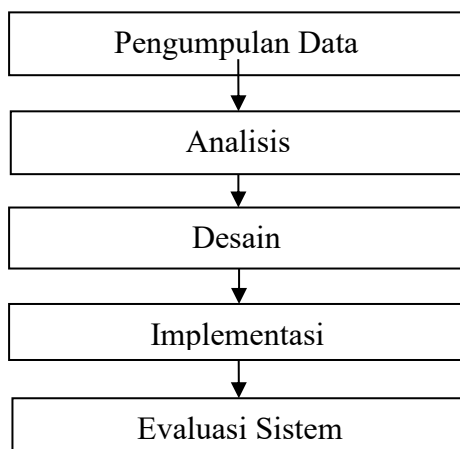 Pengumpulan Data
Analisis
Desain
Implementasi
Evaluasi Sistem